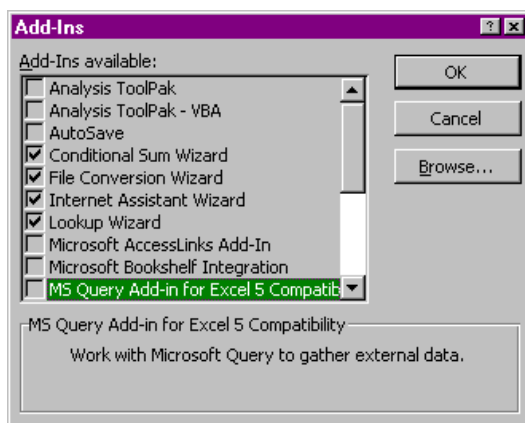 Add-Ins
Add-Ins available:
OK
Analysis ToolPak
Analysis ToolPak - VBA
Cancel
AutoSave
Conditional Sum Wizard
File Conversion Wizard
Browse...
Internet Assistant Wizard
Lookup Wizard
Microsoft AccessLinks Add-In
Microsoft Bookshelf Integration
MS Query Add-in for Excel 5 Compatib
MS Query Add-in for Excel 5 Compatibility
Work with Microsoft Query to gather external data.